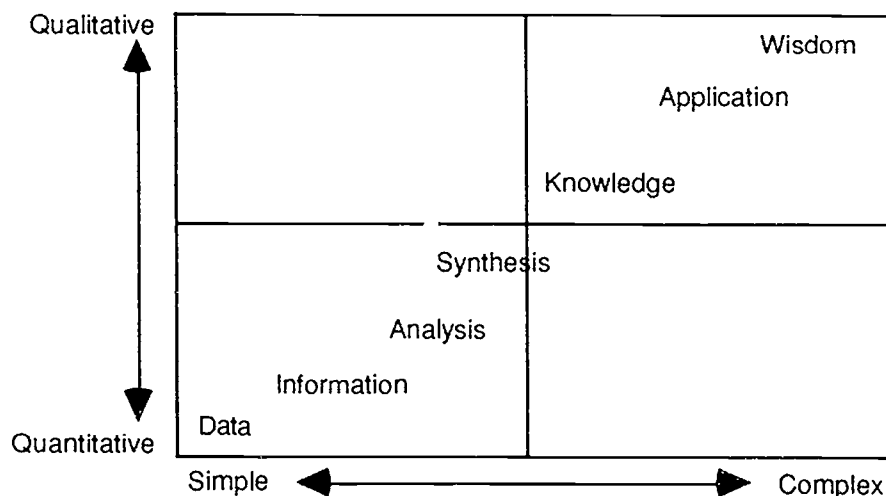 Qualitative
Wisdom
Application
Knowledge
Synthesis
Analysis
Information
Data
Quantitative
Simple
Complex